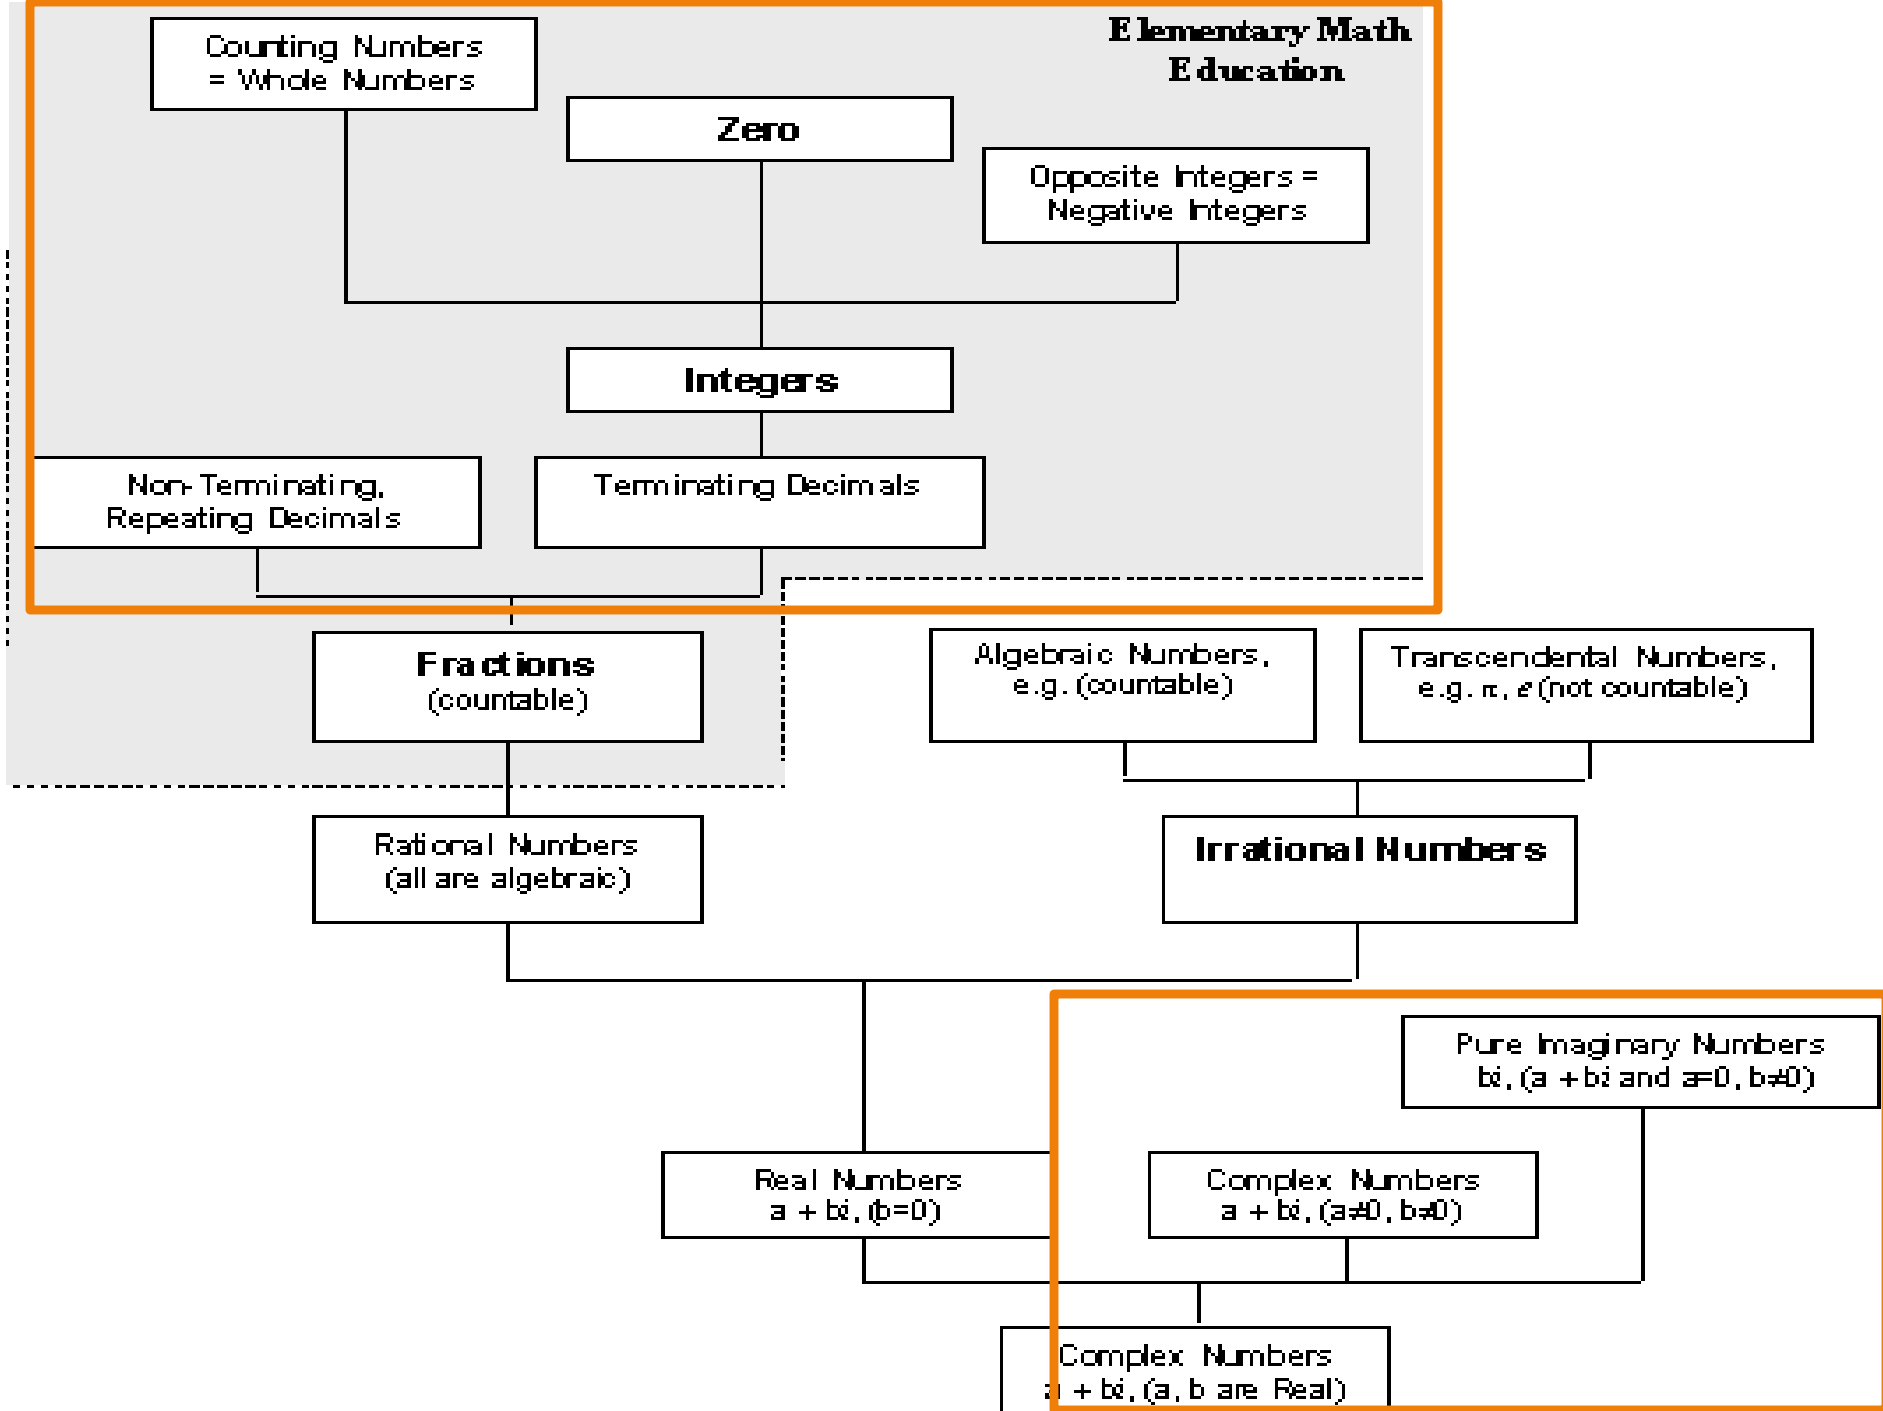 Elementary Math
Education
Counting Numbers
= Whole Numbers
Zero
Opposite Integers =
Negative Integers
Integers
Non-Terminating,
Repeating Decimals
Terminating Decimals
Fractions
(countable)
Algebraic Numbers,
e.g. (countable)
Transcendental Numbers,
e.g. π, e (not countable)
Rational Numbers
(all are algebraic)
Irrational Numbers
Pure Imaginary Numbers
bi, (a + bi and a=0, b≠0)
Real Numbers
a + bi, (b=0)
Complex Numbers
a + bi, (a≠0, b≠0)
Complex Numbers
a + bi, (a, b are Real)